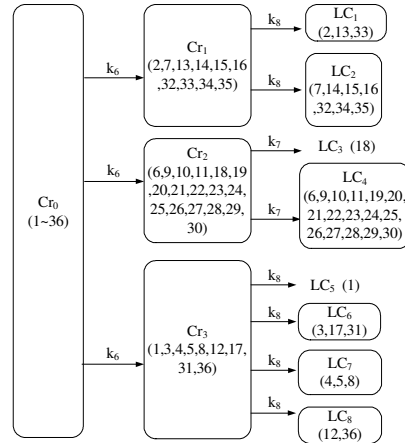 Cr0
(1~36)
k6
k6
k6
Cr1
(2,7,13,14,15,16
,32,33,34,35)
k8
k8
LC1
(2,13,33)
LC2
(7,14,15,16
,32,34,35)
Cr2
(6,9,10,11,18,19
,20,21,22,23,24,
25,26,27,28,29,
30)
k7
k7
LC3 (18)
LC4
(6,9,10,11,19,20,
21,22,23,24,25,
26,27,28,29,30)
Cr3
(1,3,4,5,8,12,17,
31,36)
k8
k8
k8
k8
LC5 (1)
LC6
(3,17,31)
LC7
(4,5,8)
LC8
(12,36)